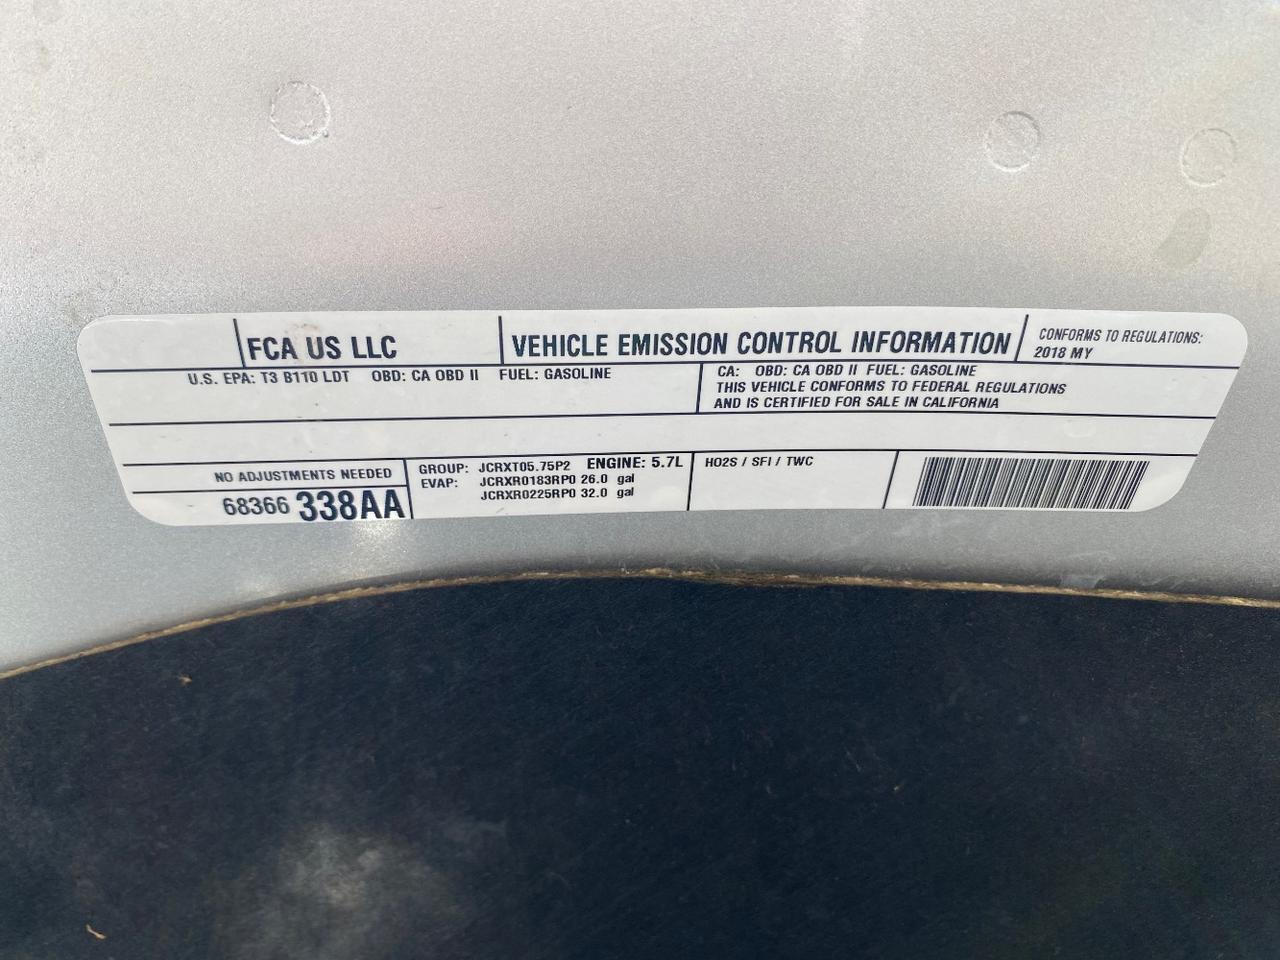 FCA US LLC
VEHICLE EMISSION CONTROL INFORMATION
CONFORMS TO REGULATIONS:
2018 MY
U.S. EPA: T3 B110 LDT OBD: CA OBD II FUEL: GASOLINE
CA: OBD: CA OBD II FUEL: GASOLINE
THIS VEHICLE CONFORMS TO FEDERAL REGULATIONS
AND IS CERTIFIED FOR SALE IN CALIFORNIA
NO ADJUSTMENTS NEEDED
68366 338AA
GROUP: JCRXT05.75P2 ENGINE: 5.7L
EVAP: JCRXR0183RP0 26.0 gal
JCRXR0225RP0 32.0 gal
HO2S / SFI / TWC